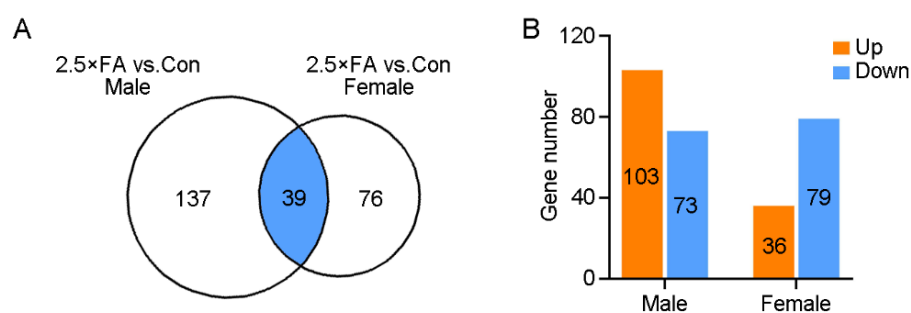 A
2.5×FA vs.Con
Male
2.5×FA vs.Con
Female
137
39
76
B
Gene number
120
80
40
0
Up
Down
103
73
36
79
Male
Female